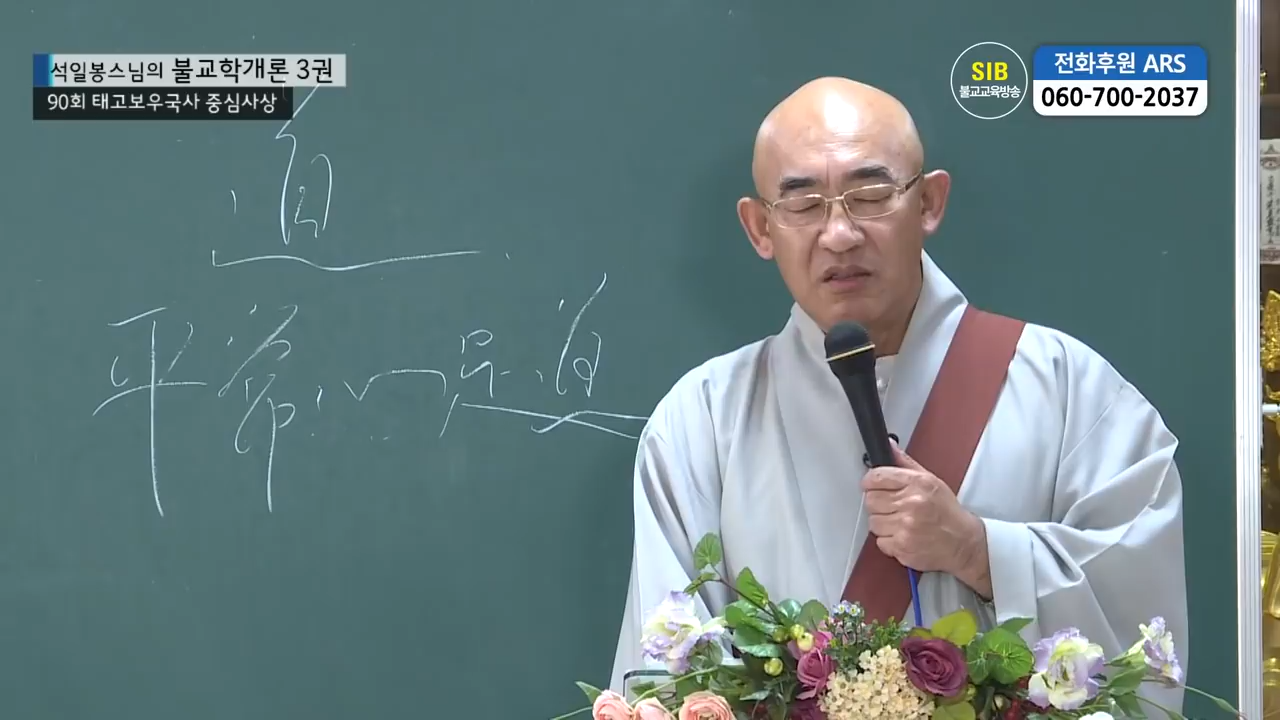 석일봉스님의 불교학개론 3권
90회 태고보우국사 중심사상
SIB
불교교육방송
전화후원 ARS
060-700-2037
道
平常心是道